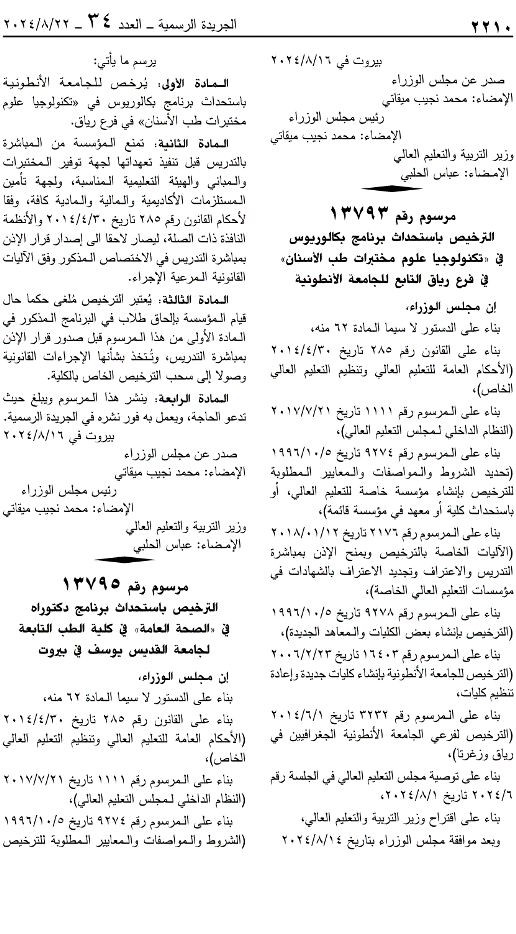 ٢٢١٠
الجريدة الرسمية ـ العدد ٣٤ ـ ٢٠٢٤/٨/٢٢
بيروت في ٢٠٢٤/٨/١٦
صدر عن مجلس الوزراء
الإمضاء: محمد نجيب ميقاتي
رئيس مجلس الوزراء
الإمضاء: محمد نجيب ميقاتي
وزير التربية والتعليم العالي
الإمضاء: عباس الحلبي
مرسوم رقم ١٣٧٩٣
الترخيص باستحداث برنامج بكالوريوس
في «تكنولوجيا علوم مختبرات طب الأسنان»
في فرع رياق التابع للجامعة الأنطونية
إن مجلس الوزراء،
بناء على الدستور لا سيما المادة ٦٢ منه،
بناء على القانون رقم ٢٨٥ تاريخ ٢٠١٤/٤/٣٠
(الأحكام العامة للتعليم العالي وتنظيم التعليم العالي
الخاص)،
بناء على المرسوم رقم ١١١١ تاريخ ٢٠١٧/٧/٢١
(النظام الداخلي لمجلس التعليم العالي)،
بناء على المرسوم رقم ٩٢٧٤ تاريخ ١٩٩٦/١٠/٥
(تحديد الشروط والمواصفات والمعايير المطلوبة
للترخيص بإنشاء مؤسسة خاصة للتعليم العالي، أو
باستحداث كلية أو معهد في مؤسسة قائمة)،
بناء على المرسوم رقم ٢١٧٦ تاريخ ٢٠١٨/٠١/١٢
(الآليات الخاصة بالترخيص وبمنح الإذن بمباشرة
التدريس والاعتراف وتجديد الاعتراف بالشهادات في
مؤسسات التعليم العالي الخاصة)،
بناء على المرسوم رقم ٩٢٧٨ تاريخ ١٩٩٦/١٠/٥
(الترخيص بإنشاء بعض الكليات والمعاهد الجديدة)،
بناء على المرسوم رقم ١٦٤٠٣ تاريخ ٢٠٠٦/٢/٢٣
(الترخيص للجامعة الأنطونية بإنشاء كليات جديدة وإعادة
تنظيم كليات،
بناء على المرسوم رقم ٣٢٣٢ تاريخ ٢٠١٤/٦/١
(الترخيص لفرعي الجامعة الأنطونية الجغرافيين في
رياق وزغرتا)،
بناء على توصية مجلس التعليم العالي في الجلسة رقم
٢٠٢٤/٦ تاريخ ٢٠٢٤/٨/١،
بناء على اقتراح وزير التربية والتعليم العالي،
وبعد موافقة مجلس الوزراء بتاريخ ٢٠٢٤/٨/١٤
يرسم ما يأتي:
المادة الأولى: يُرخص للجامعة الأنطونية
باستحداث برنامج بكالوريوس في «تكنولوجيا علوم
مختبرات طب الأسنان» في فرع رياق.
المادة الثانية: تمنع المؤسسة من المباشرة
بالتدريس قبل تنفيذ تعهداتها لجهة توفير المختبرات
والمباني والهيئة التعليمية المناسبة، ولجهة تأمين
المستلزمات الأكاديمية والمالية والمادية كافة، وفقا
لأحكام القانون رقم ٢٨٥ تاريخ ٢٠١٤/٤/٣٠ والأنظمة
النافذة ذات الصلة، ليصار لاحقا الى إصدار قرار الإذن
بمباشرة التدريس في الاختصاص المذكور وفق الآليات
القانونية المرعية الإجراء.
المادة الثالثة: يُعتبر الترخيص مُلغى حكما حال
قيام المؤسسة بإلحاق طلاب في البرنامج المذكور في
المادة الأولى من هذا المرسوم قبل صدور قرار الإذن
بمباشرة التدريس، وتُتخذ بشأنها الإجراءات القانونية
وصولا إلى سحب الترخيص الخاص بالكلية.
المادة الرابعة: ينشر هذا المرسوم ويبلغ حيث
تدعو الحاجة، ويعمل به فور نشره في الجريدة الرسمية.
بيروت في ٢٠٢٤/٨/١٦
صدر عن مجلس الوزراء
الإمضاء: محمد نجيب ميقاتي
رئيس مجلس الوزراء
الإمضاء: محمد نجيب ميقاتي
وزير التربية والتعليم العالي
الإمضاء: عباس الحلبي
مرسوم رقم ١٣٧٩٥
الترخيص باستحداث برنامج دكتوراه
في «الصحة العامة» في كلية الطب التابعة
لجامعة القديس يوسف في بيروت
إن مجلس الوزراء،
بناء على الدستور لا سيما المادة ٦٢ منه،
بناء على القانون رقم ٢٨٥ تاريخ ٢٠١٤/٤/٣٠
(الأحكام العامة للتعليم العالي وتنظيم التعليم العالي
الخاص)،
بناء على المرسوم رقم ١١١١ تاريخ ٢٠١٧/٧/٢١
(النظام الداخلي لمجلس التعليم العالي)،
بناء على المرسوم رقم ٩٢٧٤ تاريخ ١٩٩٦/١٠/٥
(الشروط والمواصفات والمعايير المطلوبة للترخيص